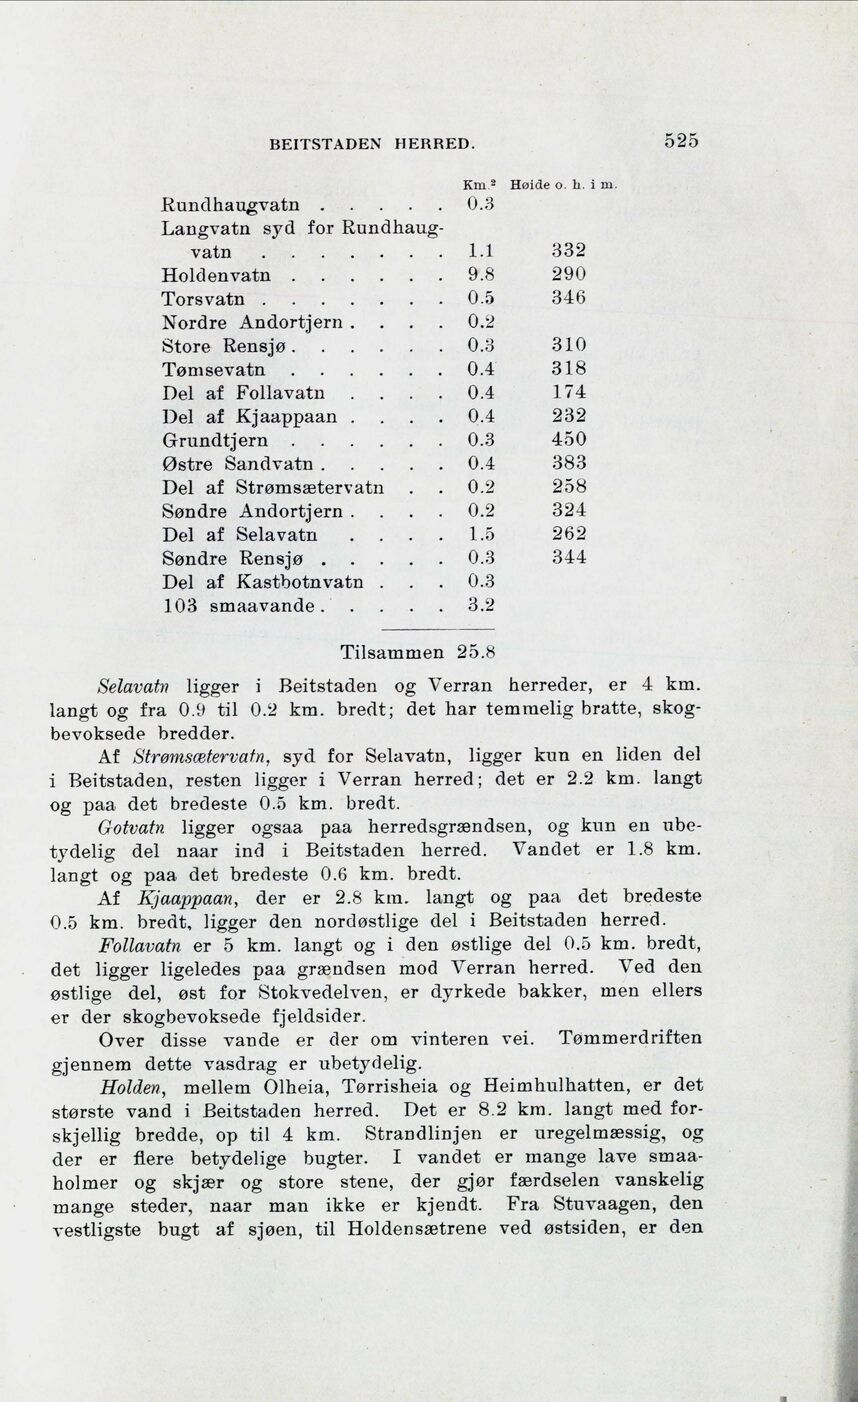 BEITSTADEN HERRED. 525
Km.² Høide o. h. i m.
Rundhaugvatn . . . . . 0.3
Langvatn syd for Rundhaug-
vatn . . . . . . . 1.1 332
Holdenvatn . . . . . . 9.8 290
Torsvatn . . . . . . . 0.5 346
Nordre Andortjern . . . . 0.2
Store Rensjø . . . . . . 0.3 310
Tømsevatn . . . . . . 0.4 318
Del af Follavatn . . . . 0.4 174
Del af Kjaappaan . . . . 0.4 232
Grundtjern . . . . . . 0.3 450
Østre Sandvatn . . . . . 0.4 383
Del af Strømsætervatn . . 0.2 258
Søndre Andortjern . . . . 0.2 324
Del af Selavatn . . . . 1.5 262
Søndre Rensjø . . . . . 0.3 344
Del af Kastbotnvatn . . . 0.3
103 smaavande . . . . . 3.2
Tilsammen 25.8
Selavatn ligger i Beitstaden og Verran herreder, er 4 km.
langt og fra 0.9 til 0.2 km. bredt; det har temmelig bratte, skog-
bevoksede bredder.
Af Strømsætervatn, syd for Selavatn, ligger kun en liden del
i Beitstaden, resten ligger i Verran herred; det er 2.2 km. langt
og paa det bredeste 0.5 km. bredt.
Gotvatn ligger ogsaa paa herredsgrændsen, og kun en ube-
tydelig del naar ind i Beitstaden herred. Vandet er 1.8 km.
langt og paa det bredeste 0.6 km. bredt.
Af Kjaappaan, der er 2.8 km. langt og paa det bredeste
0.5 km. bredt, ligger den nordøstlige del i Beitstaden herred.
Follavatn er 5 km. langt og i den østlige del 0.5 km. bredt,
det ligger ligeledes paa grændsen mod Verran herred. Ved den
østlige del, øst for Stokvedelven, er dyrkede bakker, men ellers
er der skogbevoksede fjeldsider.
Over disse vande er der om vinteren vei. Tømmerdriften
gjennem dette vasdrag er ubetydelig.
Holden, mellem Olheia, Tørrisheia og Heimhulhatten, er det
største vand i Beitstaden herred. Det er 8.2 km. langt med for-
skjellig bredde, op til 4 km. Strandlinjen er uregelmæssig, og
der er flere betydelige bugter. I vandet er mange lave smaa-
holmer og skjær og store stene, der gjør færdselen vanskelig
mange steder, naar man ikke er kjendt. Fra Stuvaagen, den
vestligste bugt af sjøen, til Holdensætrene ved østsiden, er den